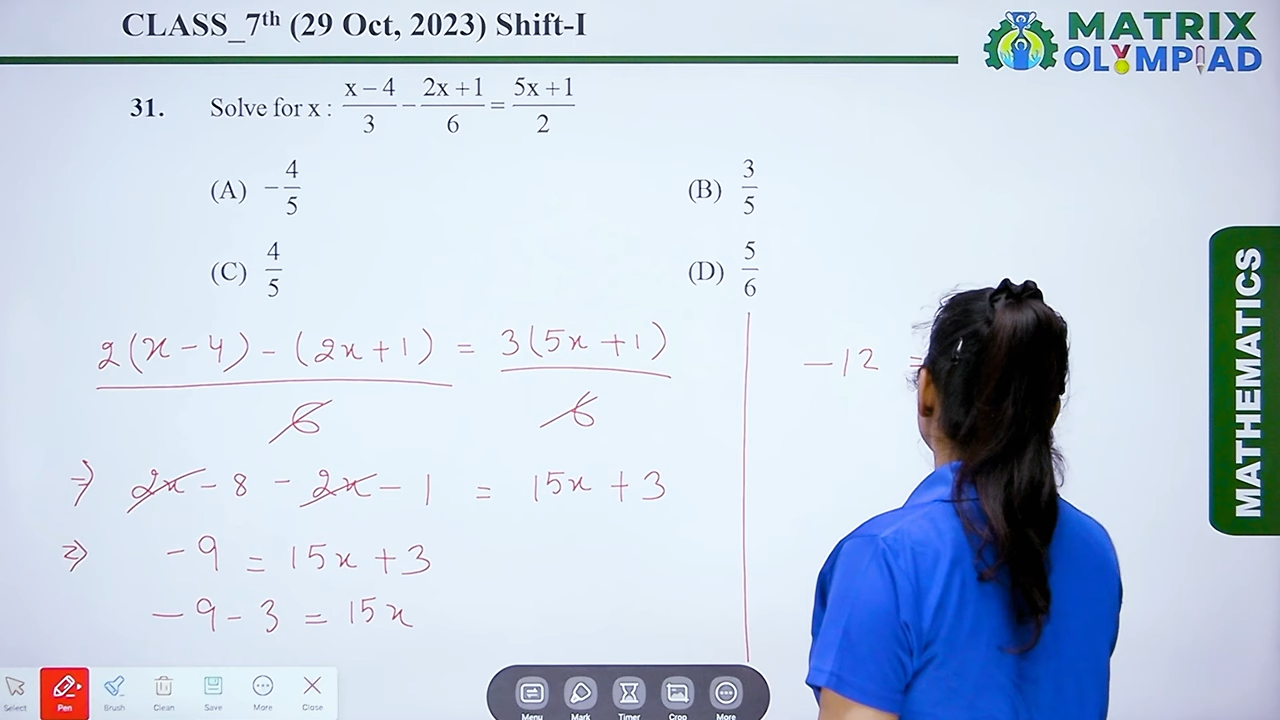 CLASS_7th (29 Oct, 2023) Shift-I
MATRIX
OLYMPIAD
31. Solve for x : (x – 4)/3 – (2x + 1)/6 = (5x + 1)/2
(A) –4/5 (B) 3/5
(C) 4/5 (D) 5/6
2(x – 4) – (2x + 1) = 3(5x + 1)
6 6
⇒ 2x – 8 – 2x – 1 = 15x + 3
⇒ – 9 = 15x + 3
– 9 – 3 = 15x
– 12 =
MATHEMATICS
Select Pen Brush Clean Save More Close
Menu Mark Timer Crop More